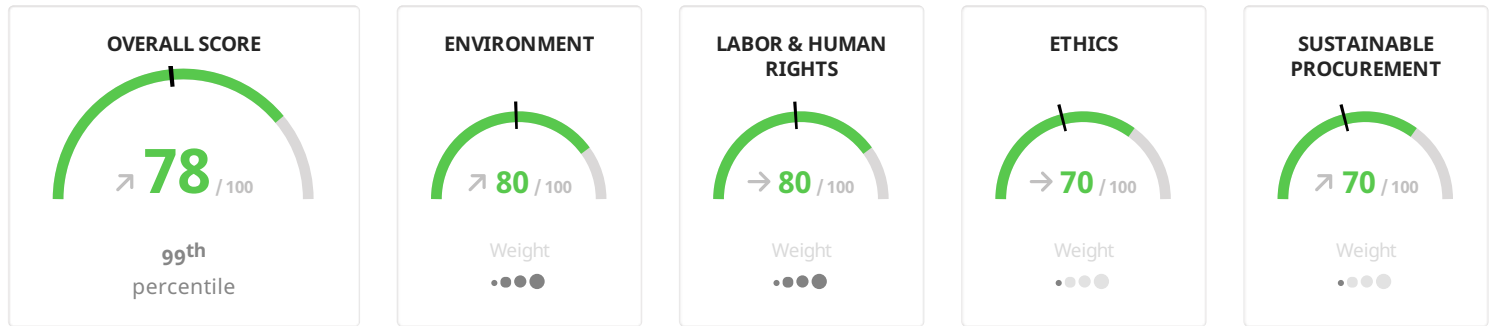 OVERALL SCORE
78 / 100
99th
percentile
ENVIRONMENT
80 / 100
Weight
LABOR & HUMAN
RIGHTS
80 / 100
Weight
ETHICS
70 / 100
Weight
SUSTAINABLE
PROCUREMENT
70 / 100
Weight